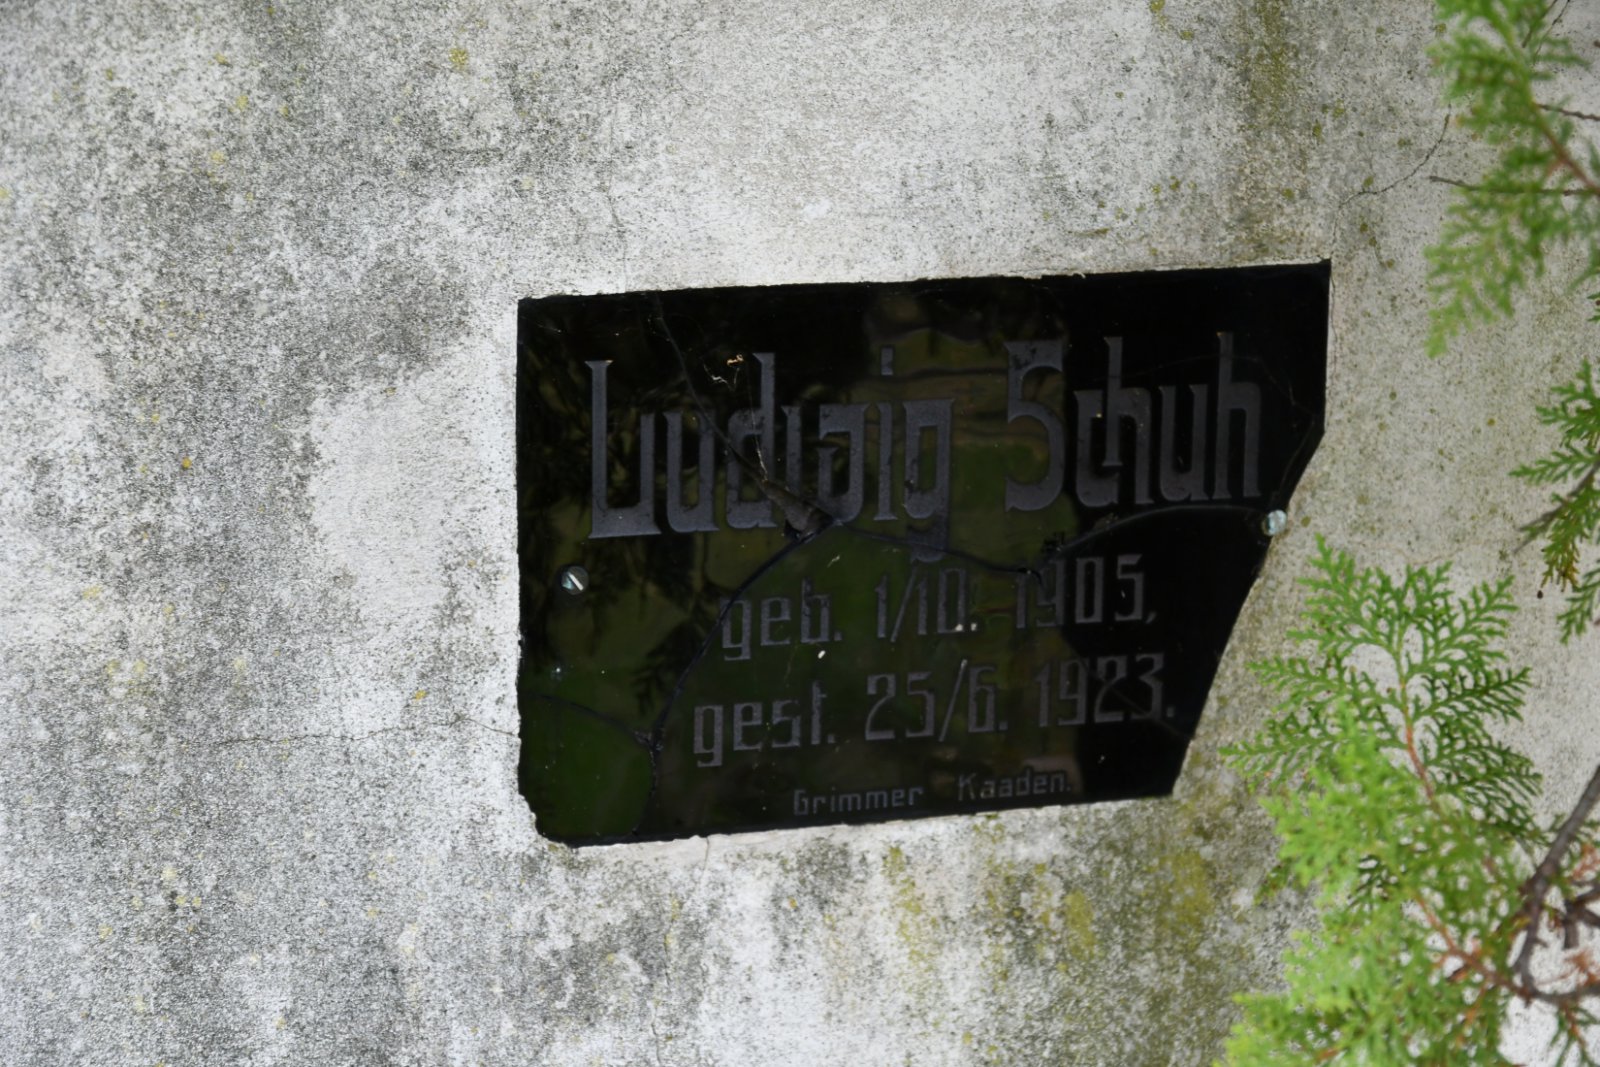 Ludwig Schuh
geb. 1/10. 1905,
gest. 25/6. 1923.
Grimmer Kaaden.